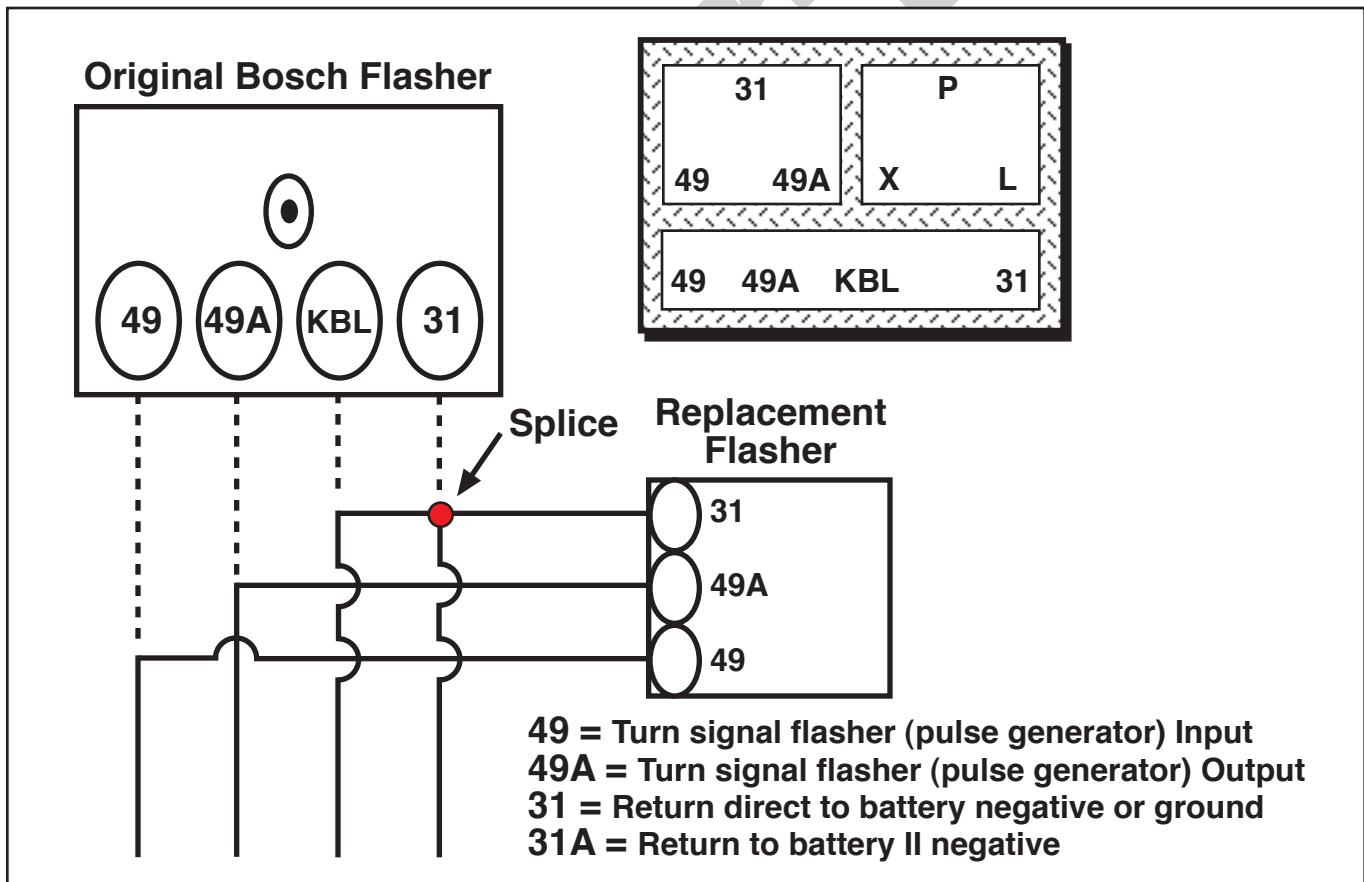 Original Bosch Flasher
49 49A KBL 31
31
49 49A
P
X L
49 49A KBL 31
Splice
Replacement
Flasher
31
49A
49
49 = Turn signal flasher (pulse generator) Input
49A = Turn signal flasher (pulse generator) Output
31 = Return direct to battery negative or ground
31A = Return to battery II negative